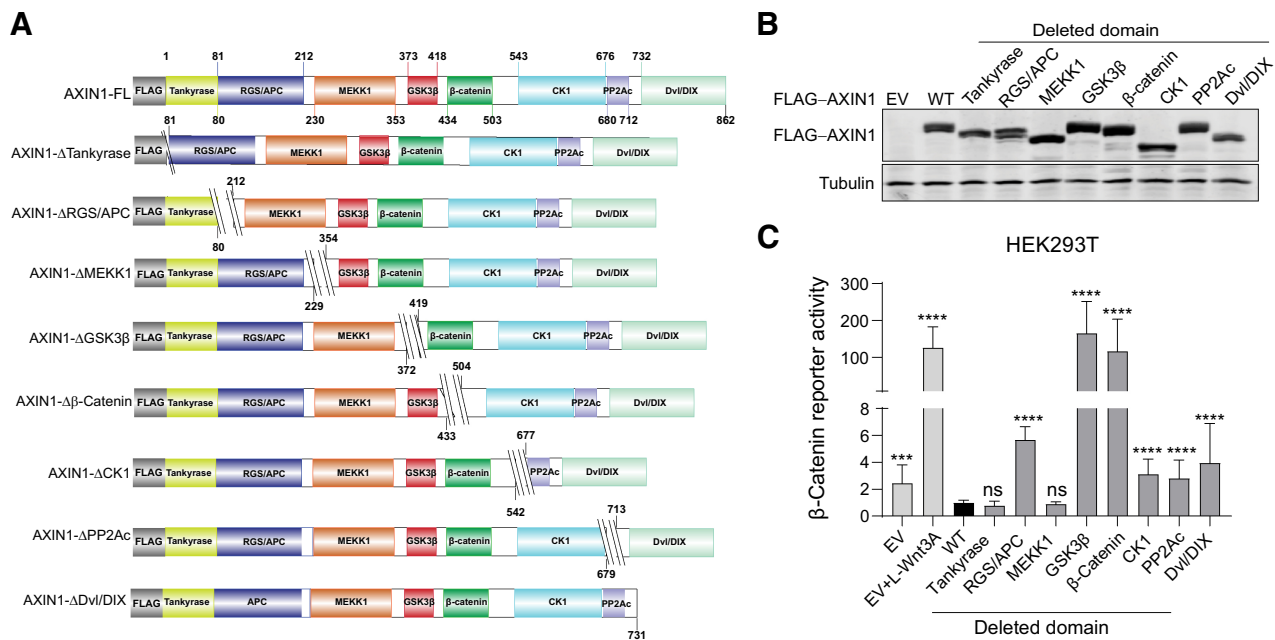 A
1 81 212 373 418 543 676 732
AXIN1-FL FLAG Tankyrase RGS/APC MEKK1 GSK3β β-catenin CK1 PP2Ac Dvl/DIX
80 230 353 434 503 680 712 862
81
AXIN1-ΔTankyrase FLAG RGS/APC MEKK1 GSK3β β-catenin CK1 PP2Ac Dvl/DIX
212
AXIN1-ΔRGS/APC FLAG Tankyrase MEKK1 GSK3β β-catenin CK1 PP2Ac Dvl/DIX
80
354
AXIN1-ΔMEKK1 FLAG Tankyrase RGS/APC GSK3β β-catenin CK1 PP2Ac Dvl/DIX
229
419
AXIN1-ΔGSK3β FLAG Tankyrase RGS/APC MEKK1 β-catenin CK1 PP2Ac Dvl/DIX
372
504
AXIN1-Δβ-Catenin FLAG Tankyrase RGS/APC MEKK1 GSK3β CK1 PP2Ac Dvl/DIX
433
677
AXIN1-ΔCK1 FLAG Tankyrase RGS/APC MEKK1 GSK3β β-catenin PP2Ac Dvl/DIX
542
713
AXIN1-ΔPP2Ac FLAG Tankyrase RGS/APC MEKK1 GSK3β β-catenin CK1 Dvl/DIX
679
AXIN1-ΔDvl/DIX FLAG Tankyrase APC MEKK1 GSK3β β-catenin CK1 PP2Ac
731
B
Deleted domain
FLAG–AXIN1 EV WT Tankyrase RGS/APC MEKK1 GSK3β β-catenin CK1 PP2Ac Dvl/DIX
FLAG–AXIN1
Tubulin
C
HEK293T
β-Catenin reporter activity
300
200
100
8
6
4
2
0
*** **** ns **** ns **** **** **** **** ****
EV EV+L-Wnt3A WT Tankyrase RGS/APC MEKK1 GSK3β β-Catenin CK1 PP2Ac Dvl/DIX
Deleted domain